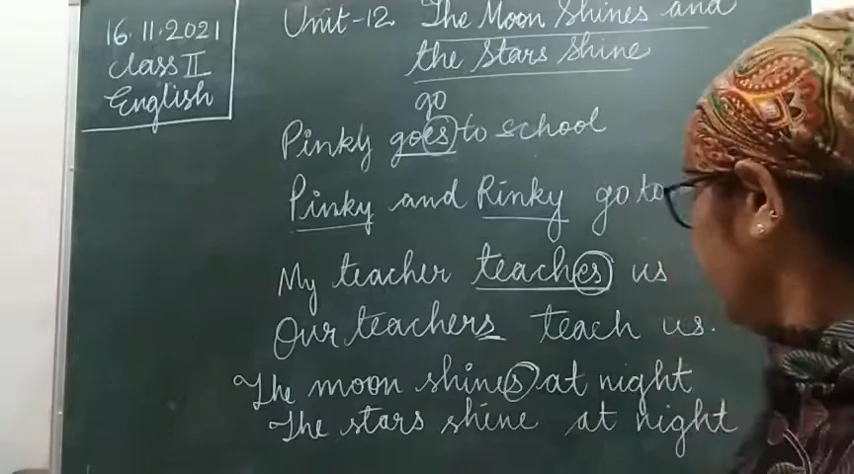 16.11.2021
Class II
English
Unit-12 The Moon Shines and
the Stars Shine
go
Pinky goes to school
Pinky and Rinky go to
My teacher teaches us
Our teachers teach us.
The moon shines at night
The stars shine at night